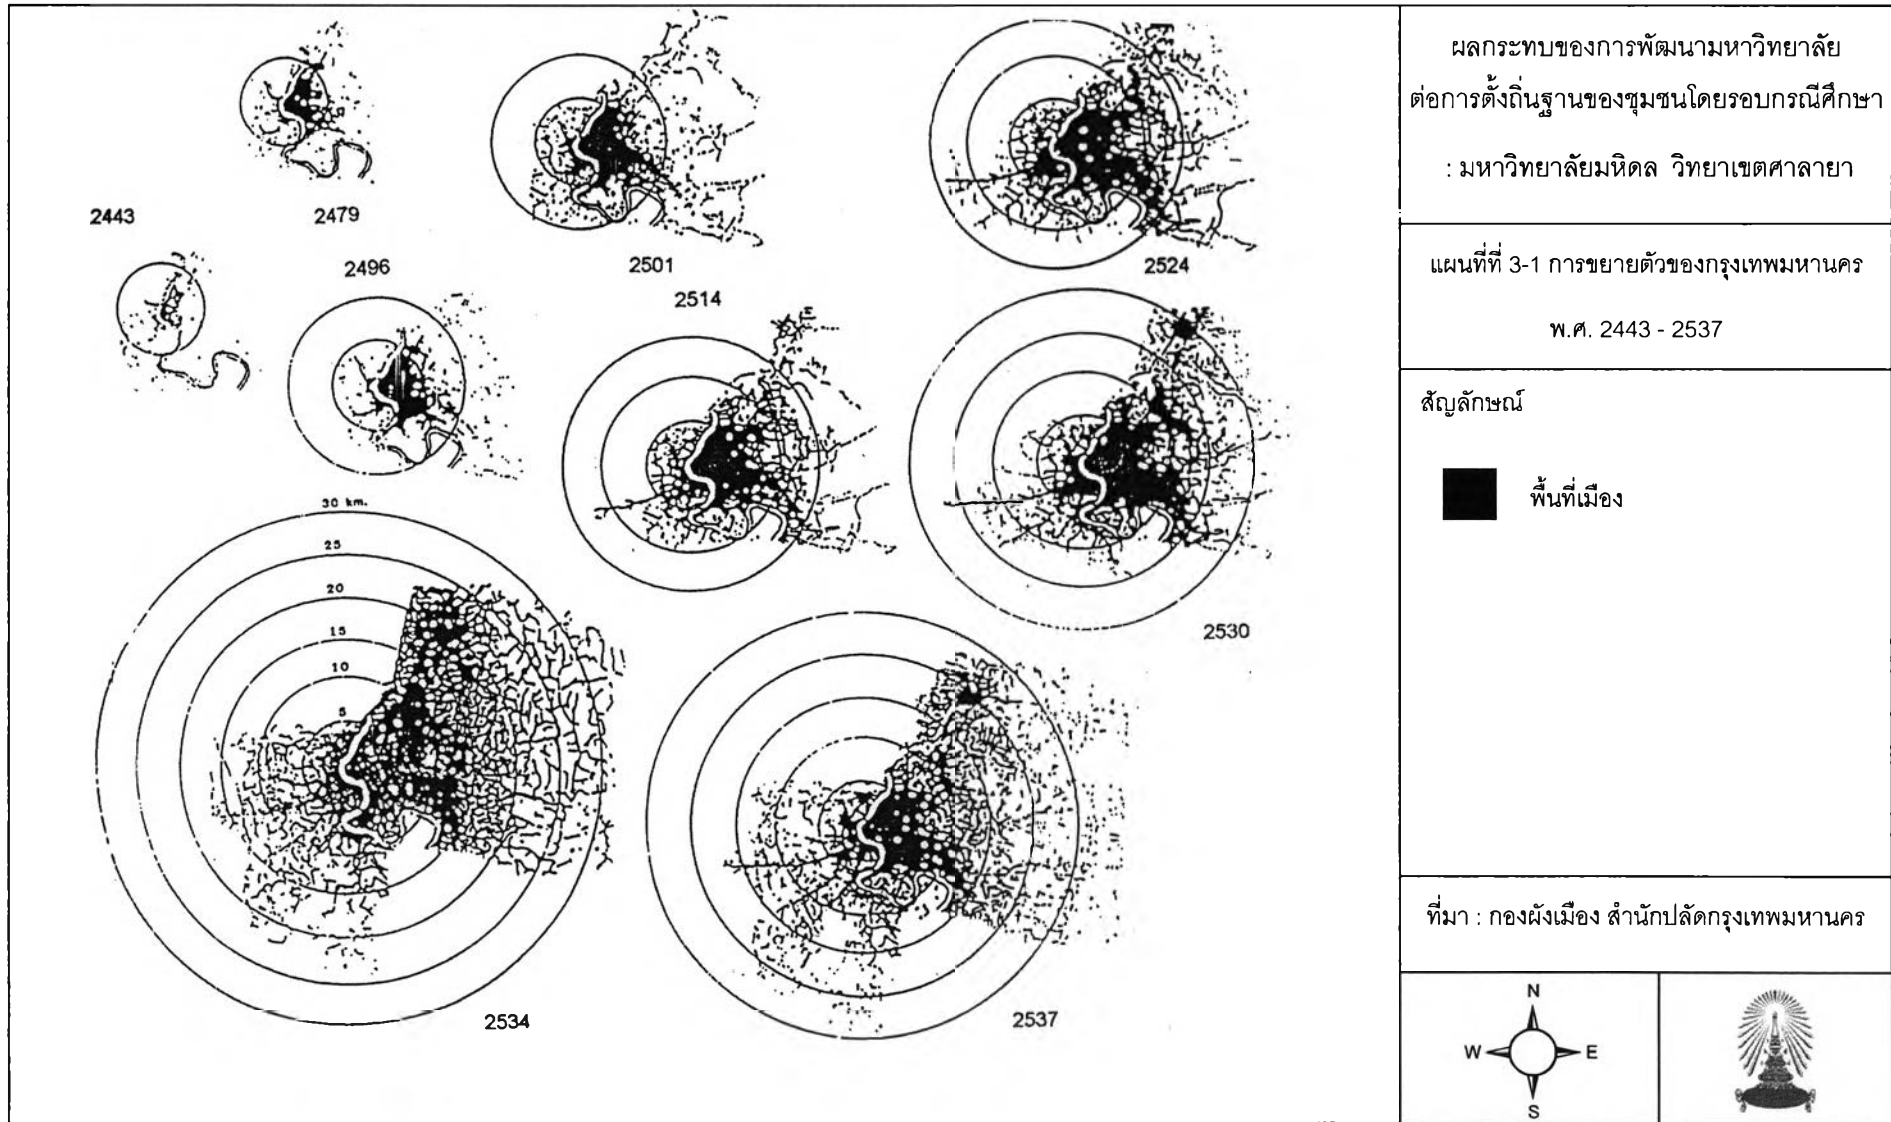 2443
2479
2496
2501
2514
2524
2530
30 km.
25
20
15
10
5
2534
2537
ผลกระทบของการพัฒนามหาวิทยาลัย
ต่อการตั้งถิ่นฐานของชุมชนโดยรอบกรณีศึกษา
: มหาวิทยาลัยมหิดล วิทยาเขตศาลายา
แผนที่ที่ 3-1 การขยายตัวของกรุงเทพมหานคร
พ.ศ. 2443 - 2537
สัญลักษณ์
พื้นที่เมือง
ที่มา : กองผังเมือง สำนักปลัดกรุงเทพมหานคร
N
W E
S